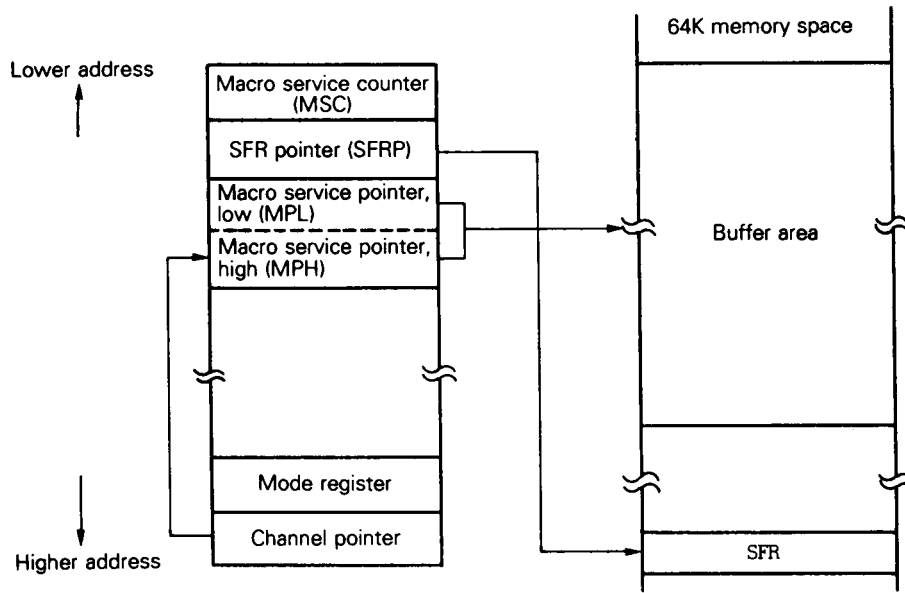 64K memory space
Lower address
Macro service counter
(MSC)
SFR pointer (SFRP)
Macro service pointer,
low (MPL)
Macro service pointer,
high (MPH)
Buffer area
Mode register
Channel pointer
Higher address
SFR